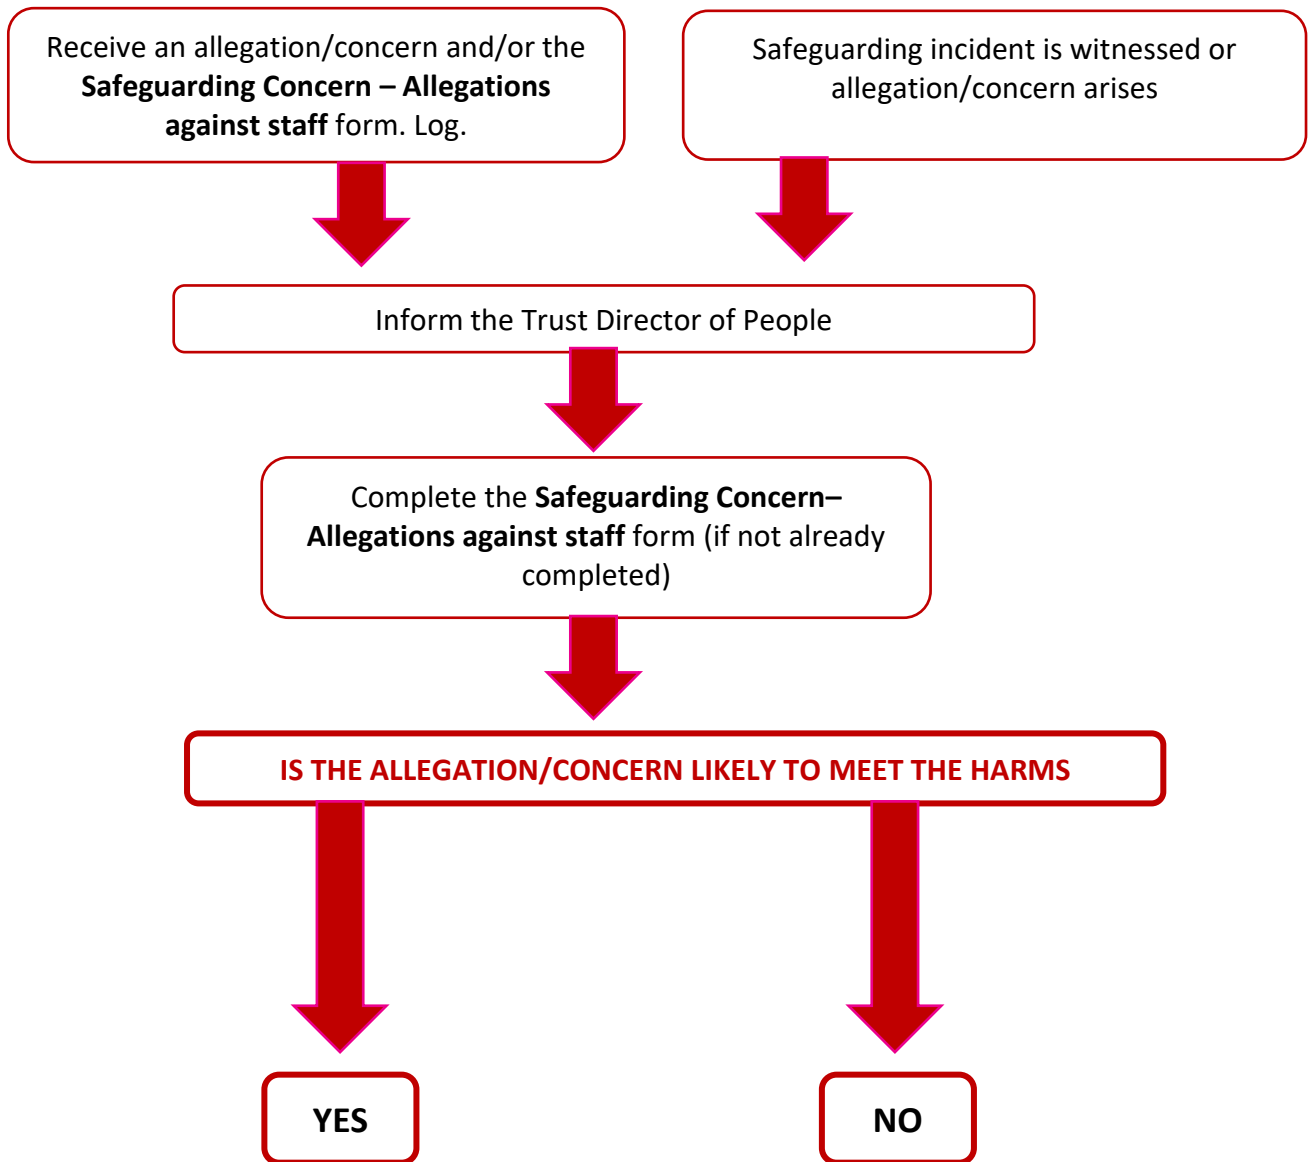 Receive an allegation/concern and/or the
Safeguarding Concern – Allegations
against staff form. Log.
Safeguarding incident is witnessed or
allegation/concern arises
Inform the Trust Director of People
Complete the Safeguarding Concern–
Allegations against staff form (if not already
completed)
IS THE ALLEGATION/CONCERN LIKELY TO MEET THE HARMS
YES
NO